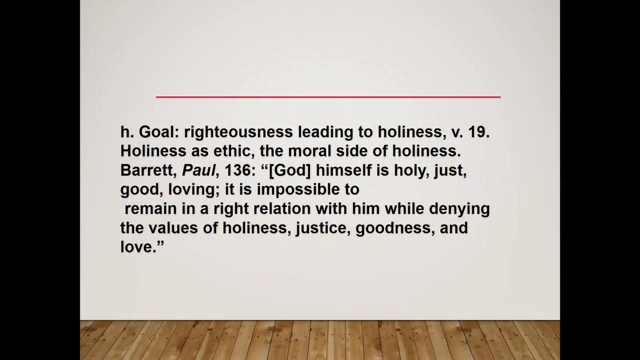 h. Goal: righteousness leading to holiness, v. 19.
Holiness as ethic, the moral side of holiness.
Barrett, Paul, 136: “[God] himself is holy, just,
good, loving; it is impossible to
remain in a right relation with him while denying
the values of holiness, justice, goodness, and
love.”